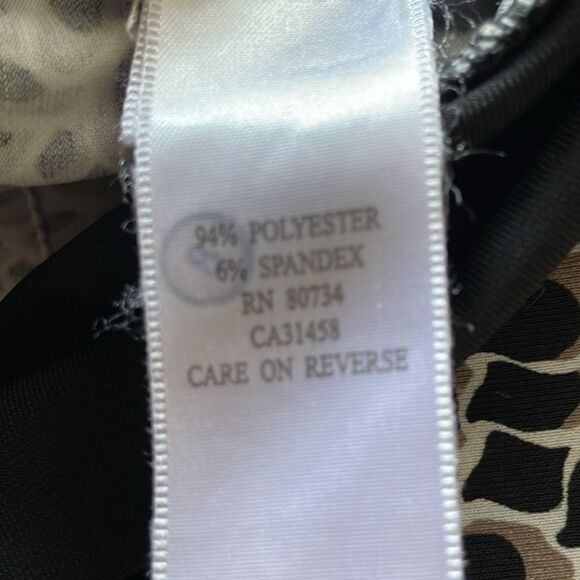 94% POLYESTER
6% SPANDEX
RN 80734
CA31458
CARE ON REVERSE